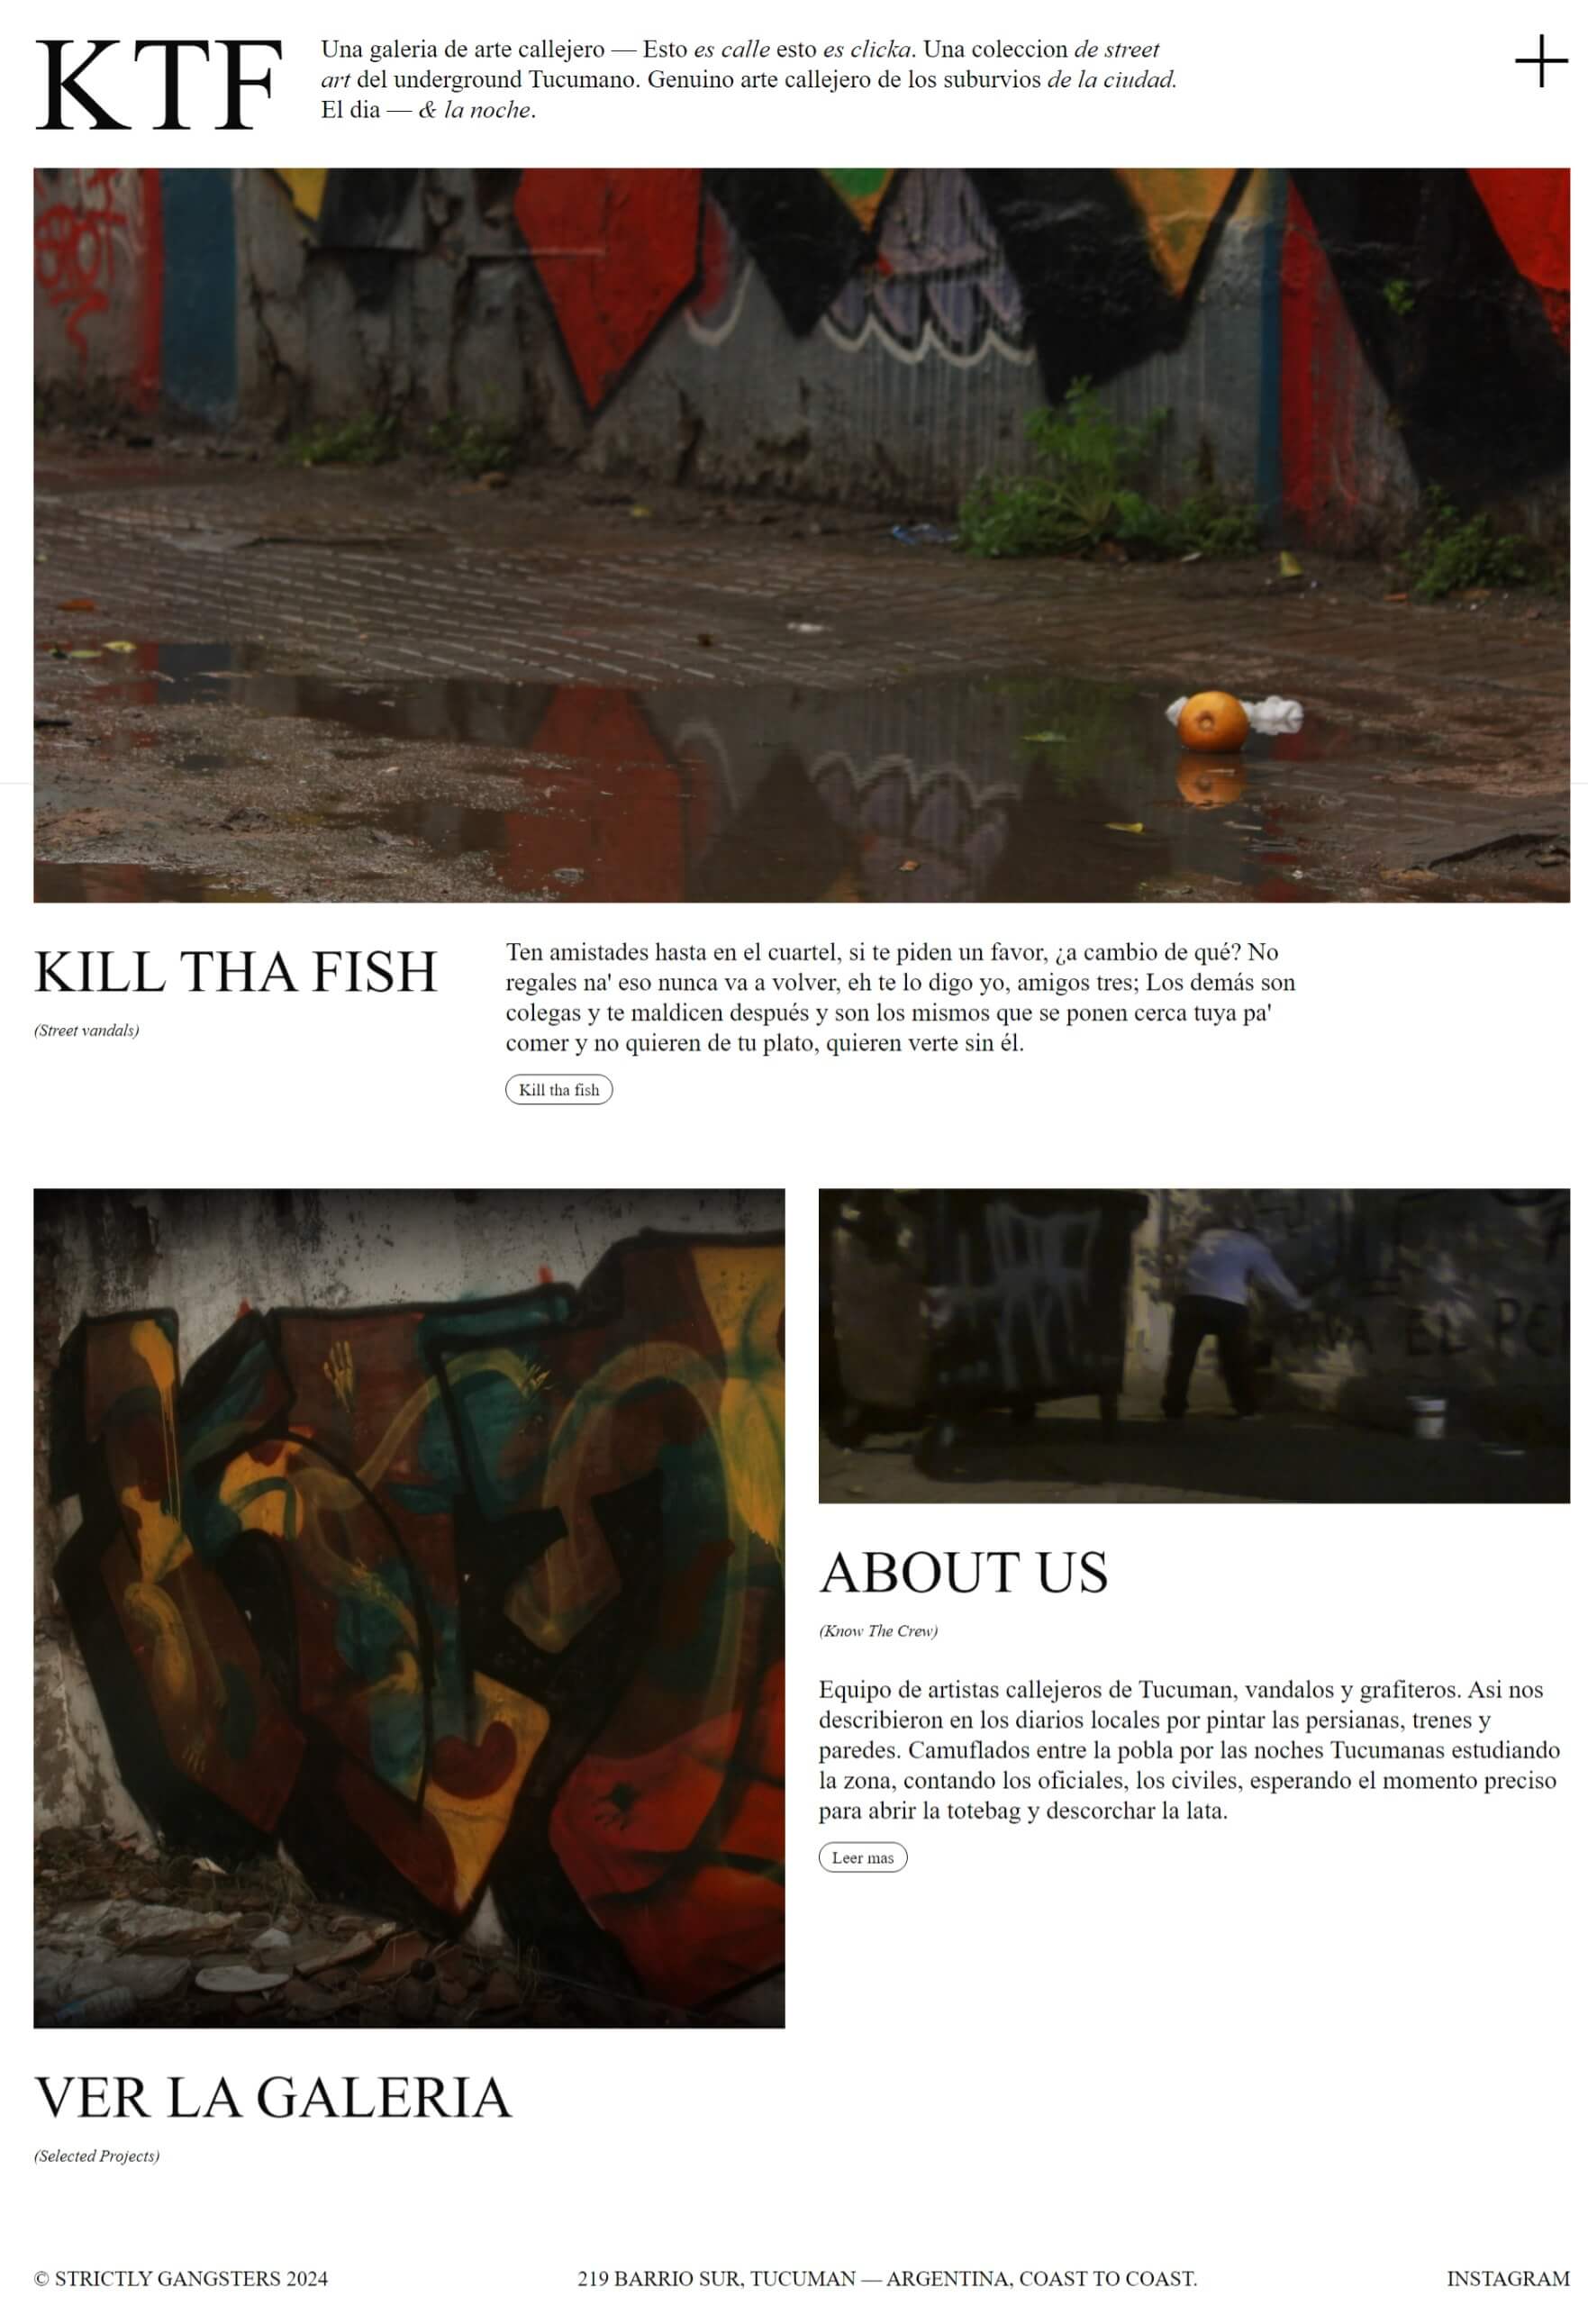 KTF
Una galeria de arte callejero — Esto es calle esto es clicka. Una coleccion de street
art del underground Tucumano. Genuino arte callejero de los suburvios de la ciudad.
El dia — & la noche.
KILL THA FISH
(Street vandals)
Ten amistades hasta en el cuartel, si te piden un favor, ¿a cambio de qué? No
regales na' eso nunca va a volver, eh te lo digo yo, amigos tres; Los demás son
colegas y te maldicen después y son los mismos que se ponen cerca tuya pa'
comer y no quieren de tu plato, quieren verte sin él.
Kill tha fish
ABOUT US
(Know The Crew)
Equipo de artistas callejeros de Tucuman, vandalos y grafiteros. Asi nos
describieron en los diarios locales por pintar las persianas, trenes y
paredes. Camuflados entre la pobla por las noches Tucumanas estudiando
la zona, contando los oficiales, los civiles, esperando el momento preciso
para abrir la totebag y descorchar la lata.
Leer mas
VER LA GALERIA
(Selected Projects)
© STRICTLY GANGSTERS 2024
219 BARRIO SUR, TUCUMAN — ARGENTINA, COAST TO COAST.
INSTAGRAM